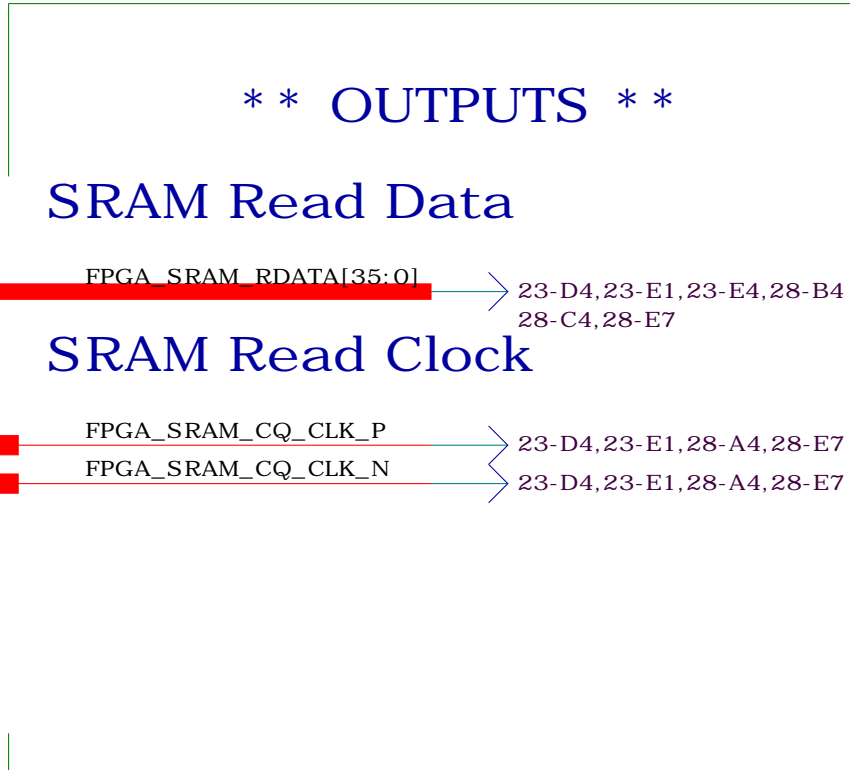 ** OUTPUTS **
SRAM Read Data
FPGA_SRAM_RDATA[35:0]
23-D4,23-E1,23-E4,28-B4
28-C4,28-E7
SRAM Read Clock
FPGA_SRAM_CQ_CLK_P
23-D4,23-E1,28-A4,28-E7
FPGA_SRAM_CQ_CLK_N
23-D4,23-E1,28-A4,28-E7